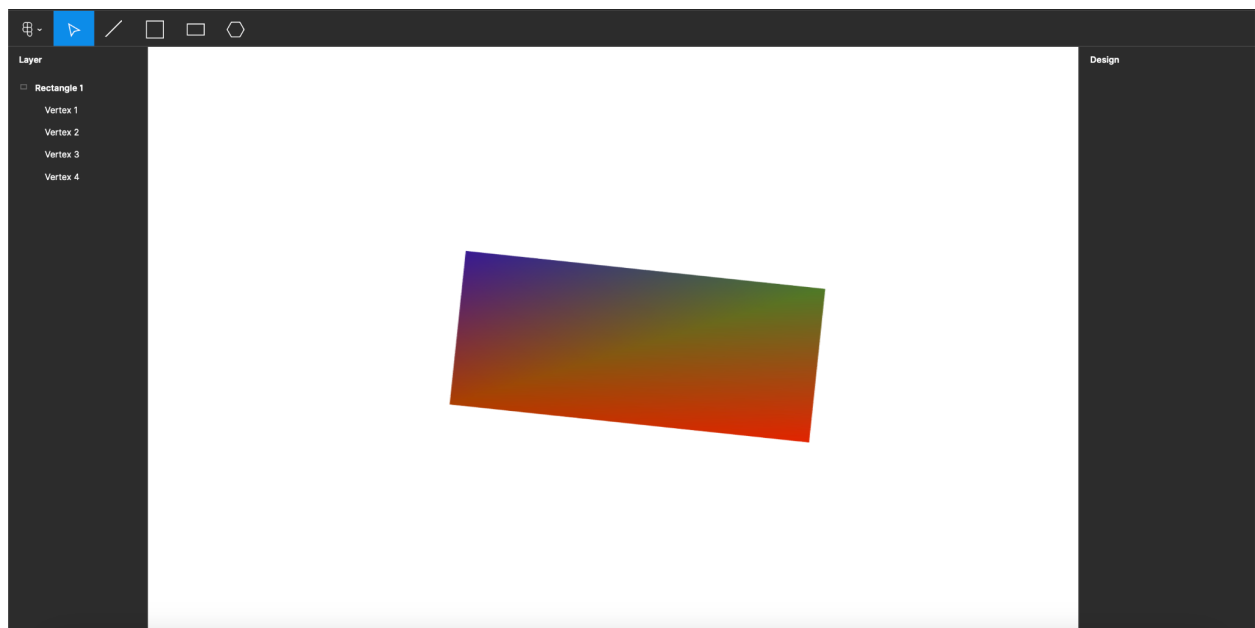 Layer
Design
Rectangle 1
Vertex 1
Vertex 2
Vertex 3
Vertex 4